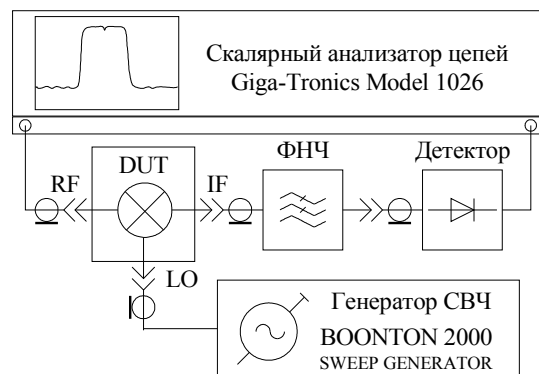 Скалярный анализатор цепей
Giga-Tronics Model 1026
DUT
ФНЧ
Детектор
RF
IF
LO
Генератор СВЧ
BOONTON 2000
SWEEP GENERATOR